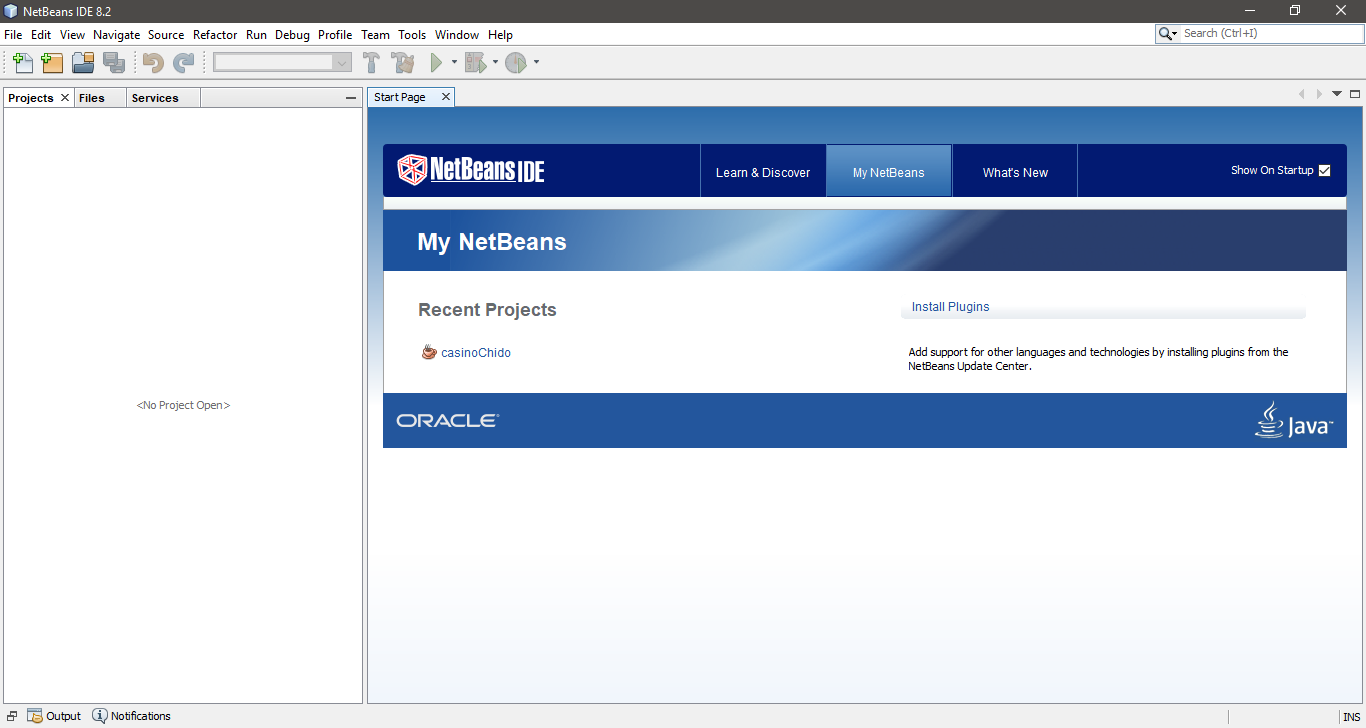 NetBeans IDE 8.2
File Edit View Navigate Source Refactor Run Debug Profile Team Tools Window Help
Search (Ctrl+I)
Projects Files Services
Start Page
NetBeans IDE
Learn & Discover
My NetBeans
What's New
Show On Startup
My NetBeans
Recent Projects
casinoChido
Install Plugins
Add support for other languages and technologies by installing plugins from the
NetBeans Update Center.
<No Project Open>
ORACLE
Java™
Output Notifications
INS